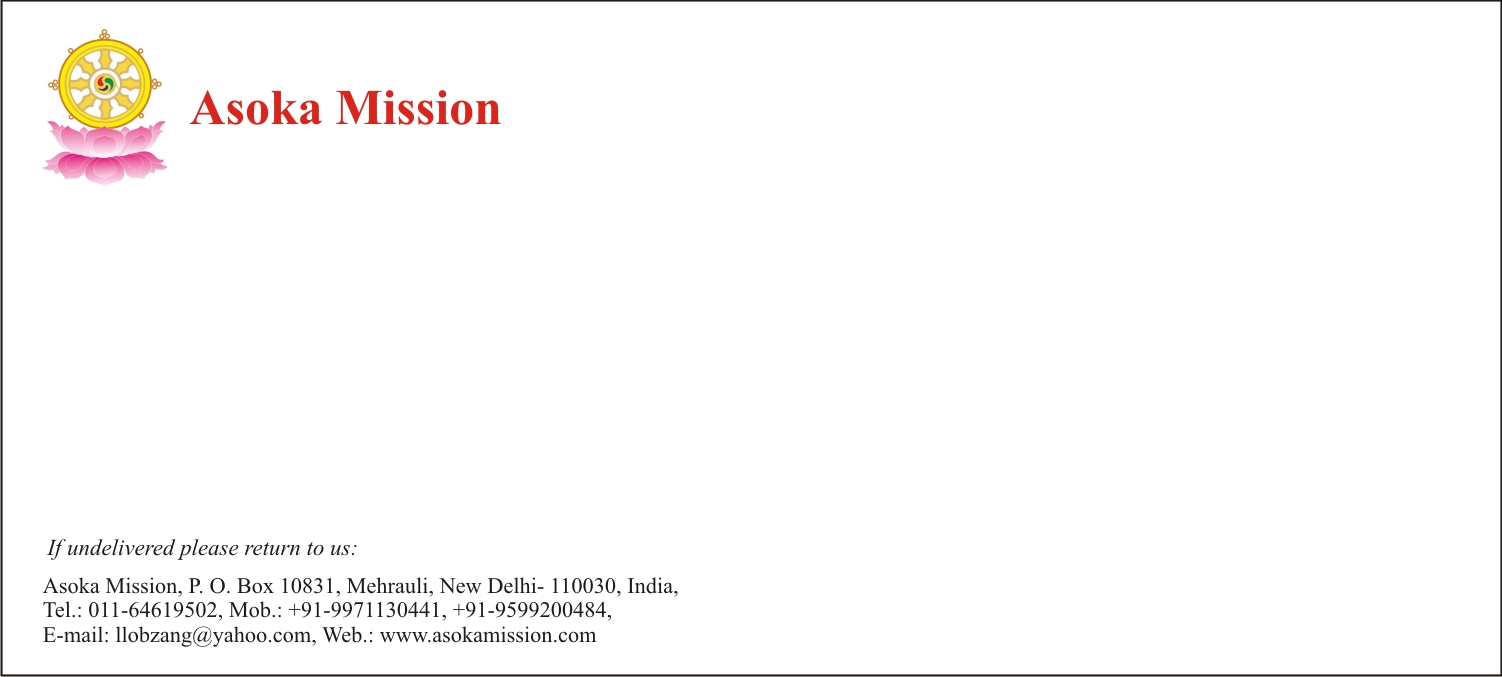 Asoka Mission
If undelivered please return to us:
Asoka Mission, P. O. Box 10831, Mehrauli, New Delhi- 110030, India,
Tel.: 011-64619502, Mob.: +91-9971130441, +91-9599200484,
E-mail: llobzang@yahoo.com, Web.: www.asokamission.com